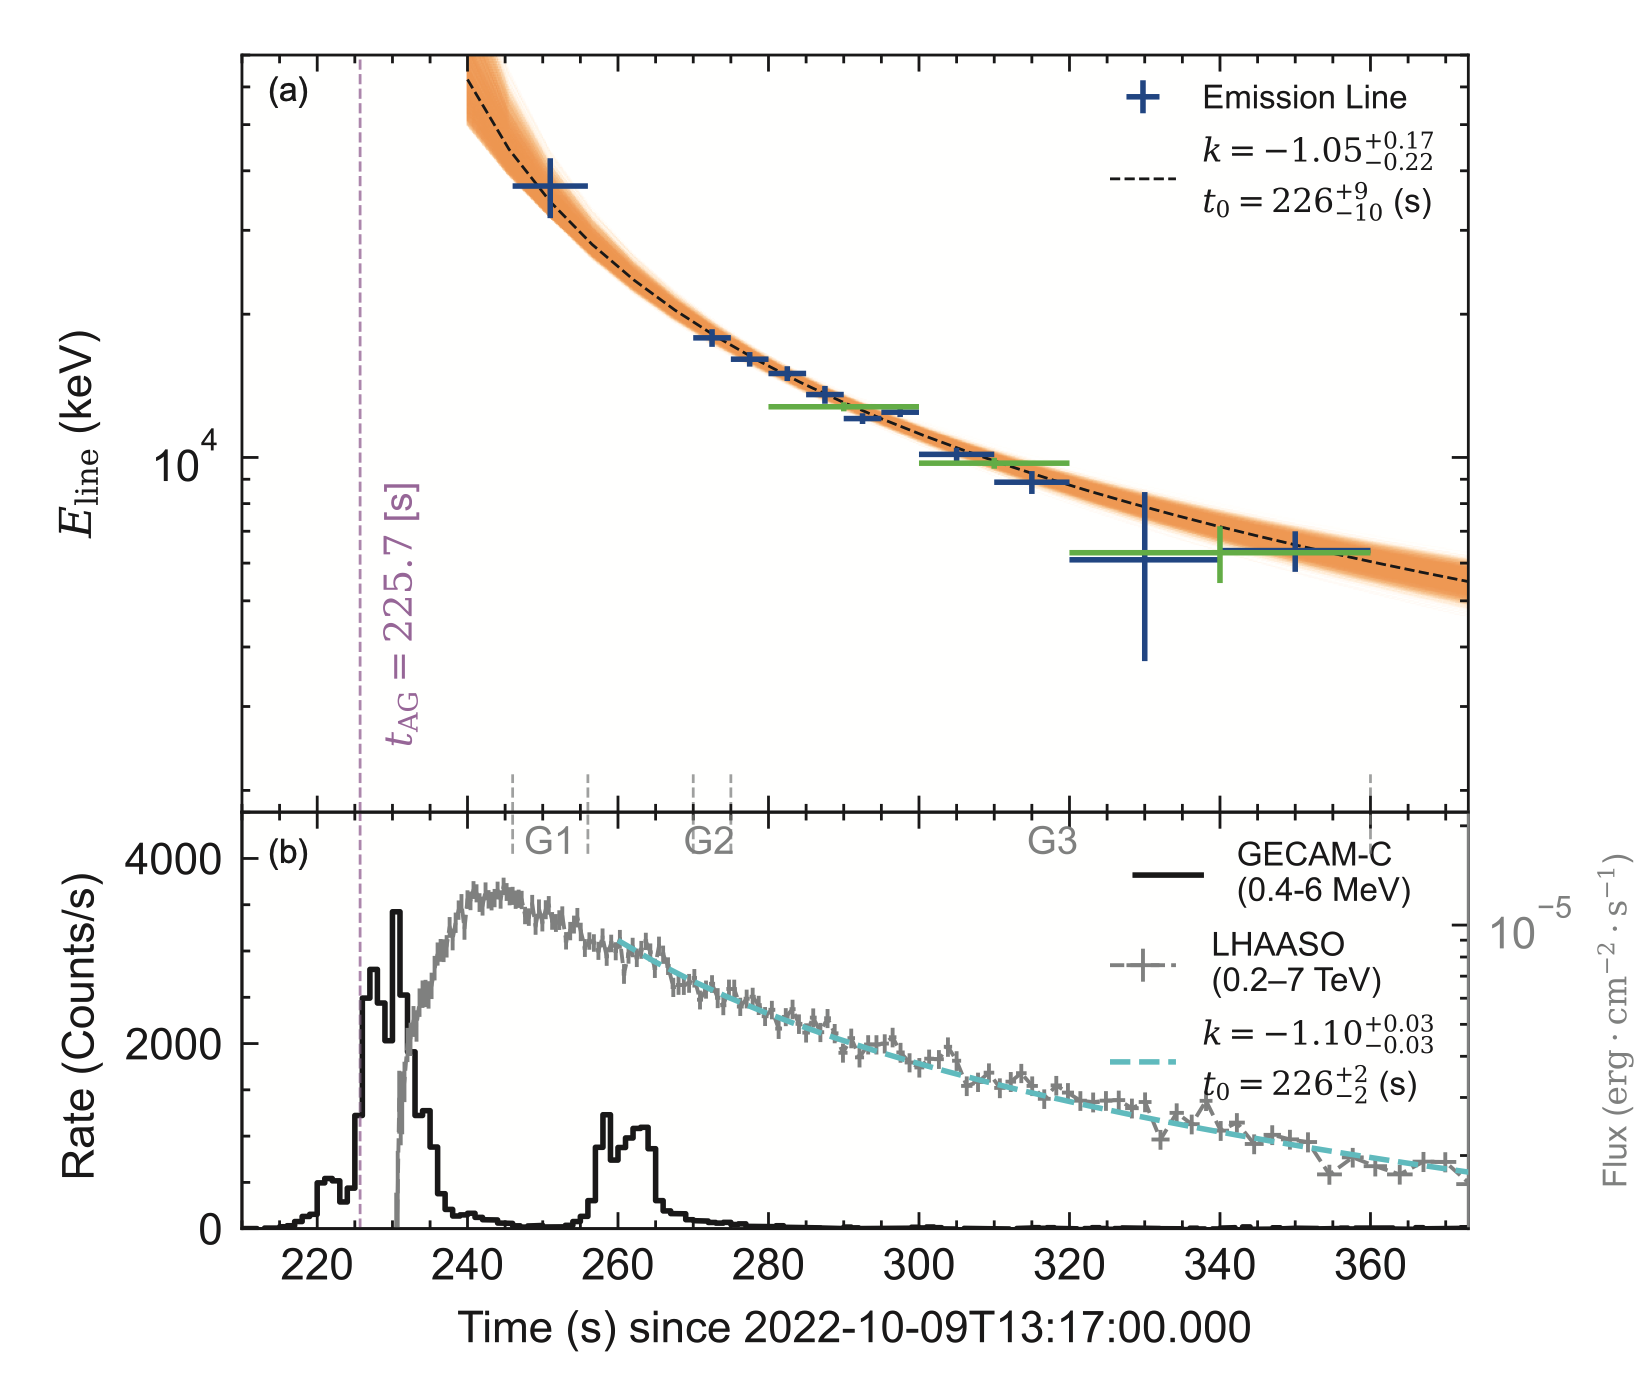 (a)
Emission Line
k = −1.05 +0.17 −0.22
t0 = 226 +9 −10 (s)
Eline (keV)
10^4
tAG = 225.7 [s]
(b)
G1
G2
G3
GECAM-C
(0.4-6 MeV)
LHAASO
(0.2–7 TeV)
k = −1.10 +0.03 −0.03
t0 = 226 +2 −2 (s)
Rate (Counts/s)
4000
2000
0
10^−5
Flux (erg · cm^−2 · s^−1)
220 240 260 280 300 320 340 360
Time (s) since 2022-10-09T13:17:00.000